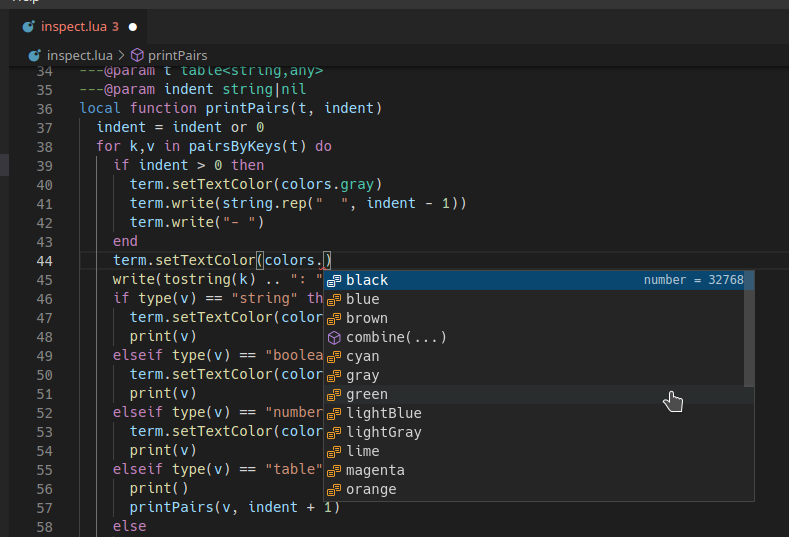 Help
inspect.lua 3
inspect.lua > printPairs
34 ---@param t table<string,any>
35 ---@param indent string|nil
36 local function printPairs(t, indent)
37 indent = indent or 0
38 for k,v in pairsByKeys(t) do
39 if indent > 0 then
40 term.setTextColor(colors.gray)
41 term.write(string.rep("  ", indent - 1))
42 term.write("- ")
43 end
44 term.setTextColor(colors.)
45 write(tostring(k) .. ": "
black number = 32768
46 if type(v) == "string" th
blue
47 term.setTextColor(color
brown
48 print(v)
combine(...)
49 elseif type(v) == "boolea
cyan
50 term.setTextColor(color
gray
51 print(v)
green
52 elseif type(v) == "number
lightBlue
53 term.setTextColor(color
lightGray
54 print(v)
lime
55 elseif type(v) == "table"
magenta
56 print()
orange
57 printPairs(v, indent + 1)
58 else